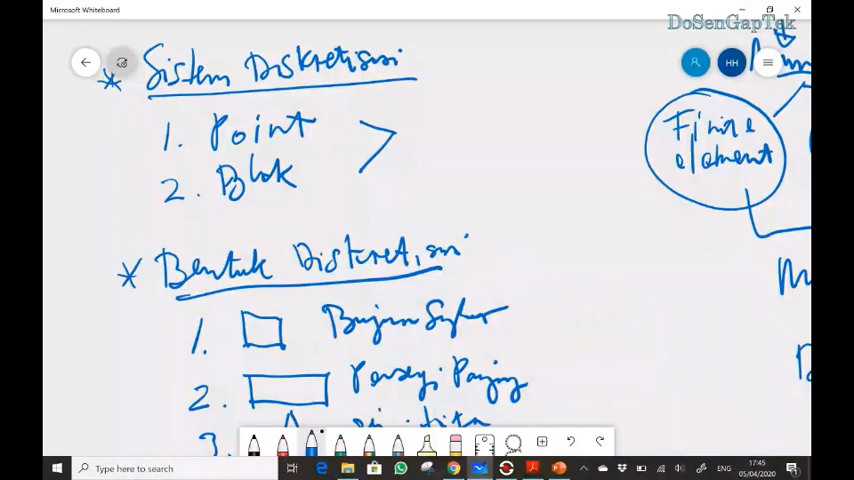 Microsoft Whiteboard
DoSenGapTek
HH
* Sistem Diskretisasi
1. Point
2. Blok
Finite
element
* Bentuk Diskretisasi
1. Bujur Sangkar
2. Persegi Panjang
3.
Type here to search
ENG
17:45
05/04/2020